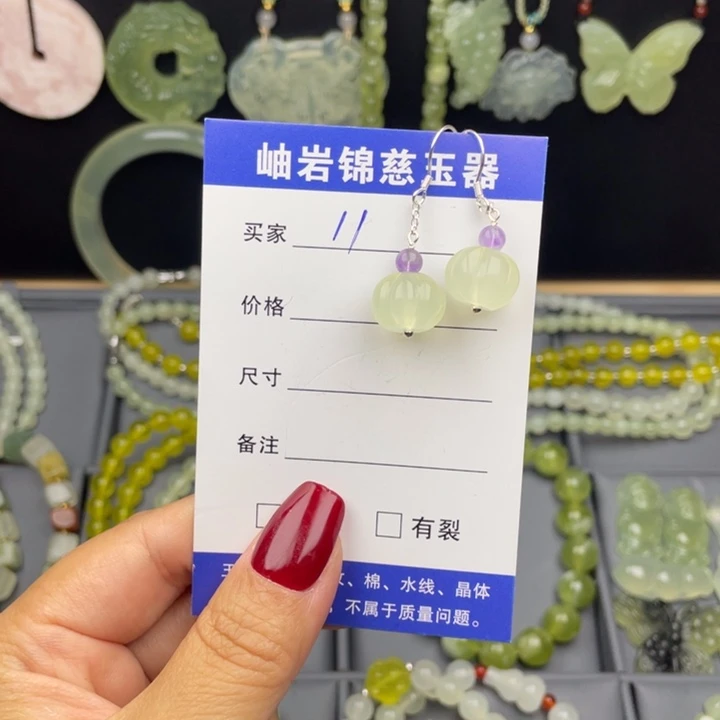 岫岩锦慈玉器
买家 11
价格
尺寸
备注
有裂
、棉、水线、晶体
不属于质量问题。